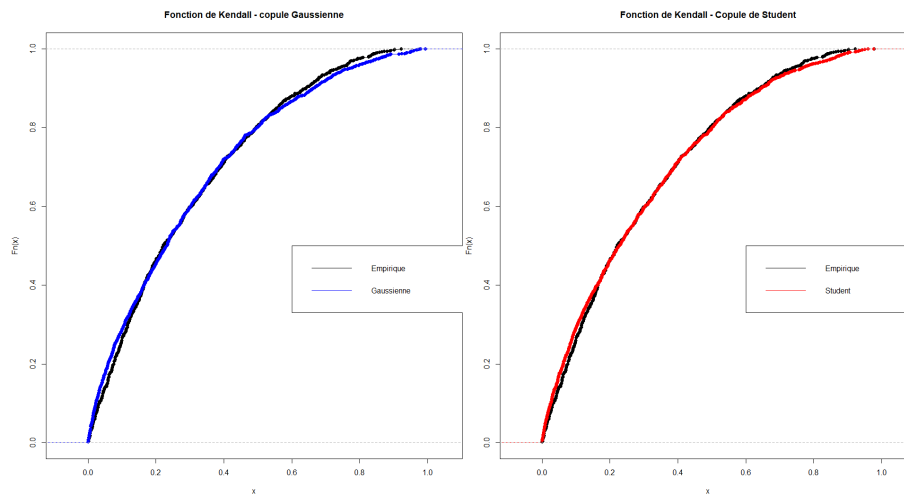 Fonction de Kendall - copule Gaussienne
Fn(x)
1.0
0.8
0.6
0.4
0.2
0.0
Empirique
Gaussienne
0.0 0.2 0.4 0.6 0.8 1.0
x
Fonction de Kendall - Copule de Student
Fn(x)
1.0
0.8
0.6
0.4
0.2
0.0
Empirique
Student
0.0 0.2 0.4 0.6 0.8 1.0
x